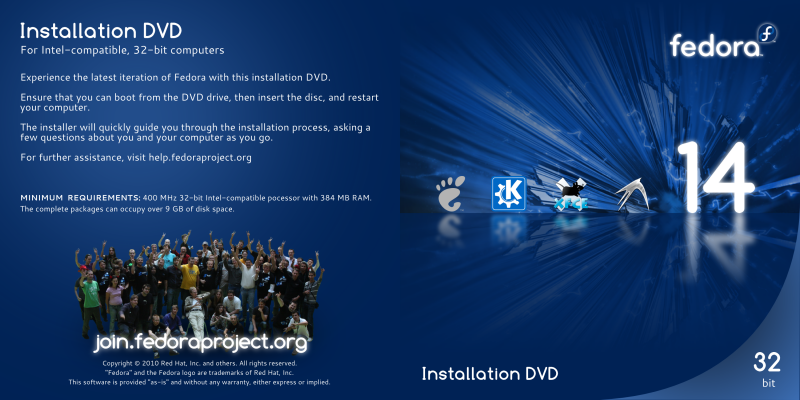 Installation DVD
For Intel-compatible, 32-bit computers
Experience the latest iteration of Fedora with this installation DVD.
Ensure that you can boot from the DVD drive, then insert the disc, and restart
your computer.
The installer will quickly guide you through the installation process, asking a
few questions about you and your computer as you go.
For further assistance, visit help.fedoraproject.org
MINIMUM REQUIREMENTS: 400 MHz 32-bit Intel-compatible pocessor with 384 MB RAM.
The complete packages can occupy over 9 GB of disk space.
join.fedoraproject.org
Copyright © 2010 Red Hat, Inc. and others. All rights reserved.
"Fedora" and the Fedora logo are trademarks of Red Hat, Inc.
This software is provided "as-is" and without any warranty, either express or implied.
fedora
14
K
Installation DVD
32
bit